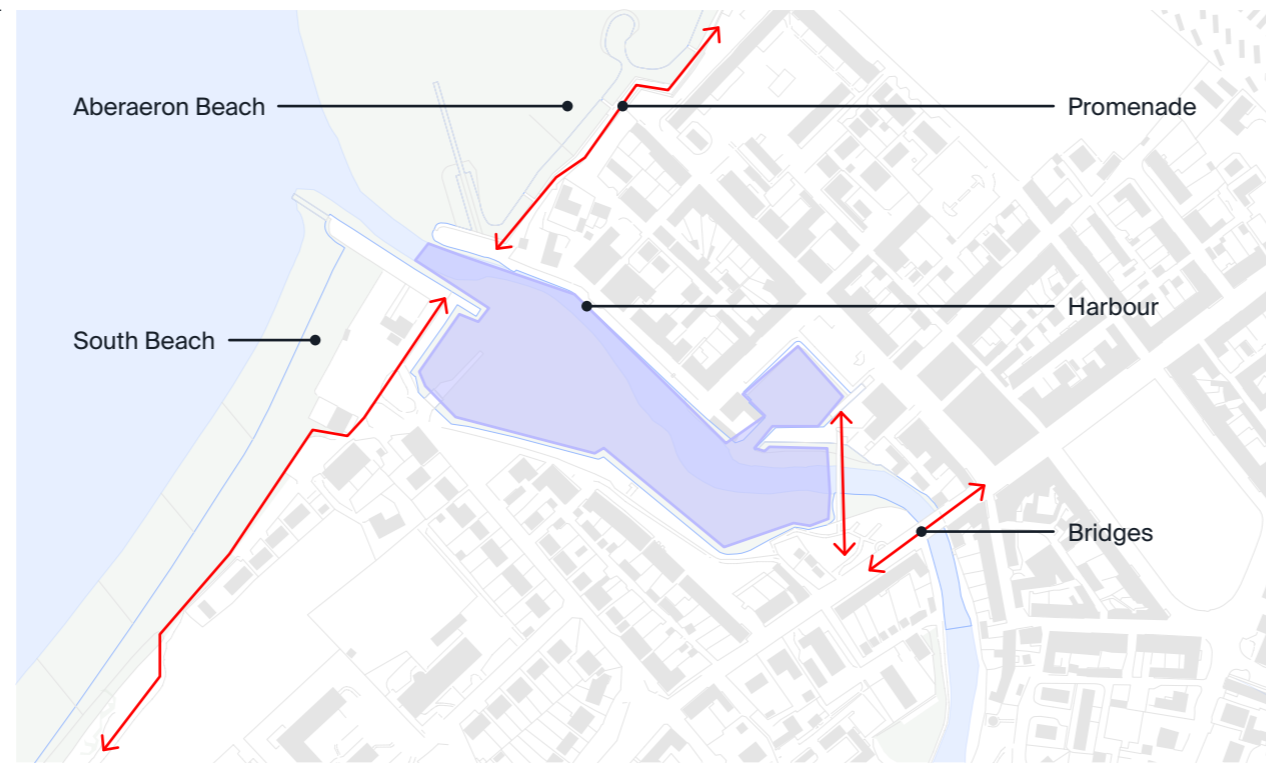 Aberaeron Beach
Promenade
Harbour
South Beach
Bridges